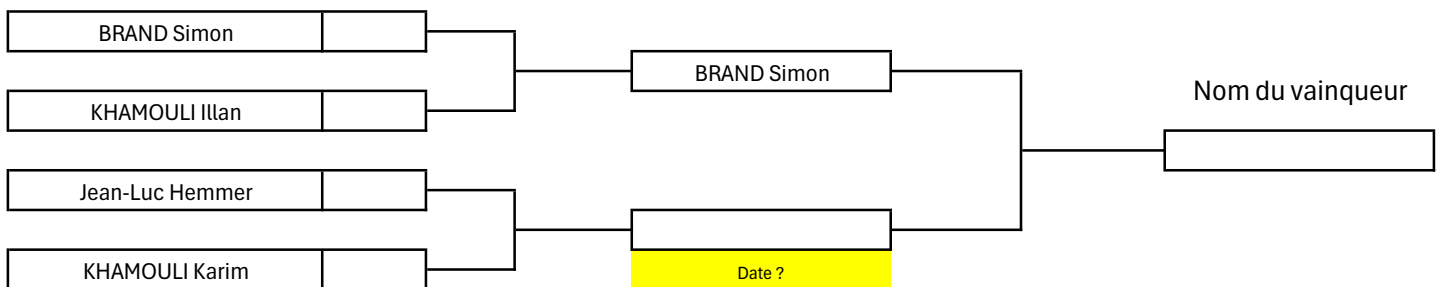 BRAND Simon
KHAMOULI Illan
Jean-Luc Hemmer
KHAMOULI Karim
BRAND Simon
Date ?
Nom du vainqueur